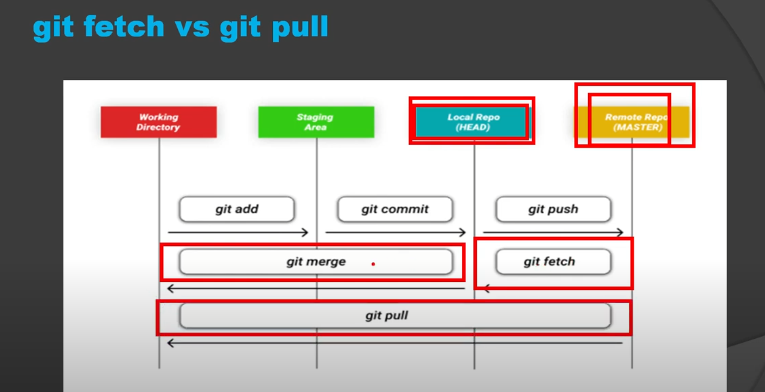 git fetch vs git pull
Working
Directory
Staging
Area
Local Repo
(HEAD)
Remote Repo
(MASTER)
git add
git commit
git push
git merge
git fetch
git pull